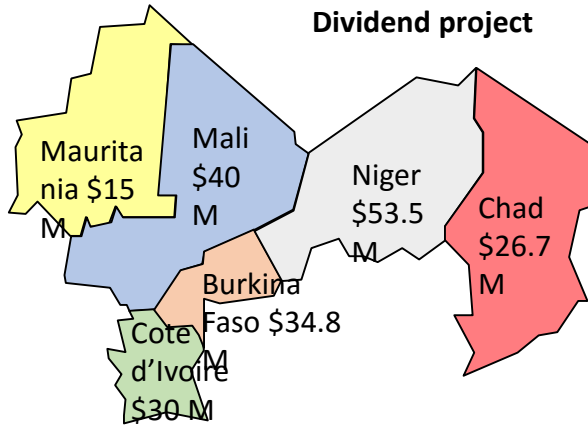 Dividend project
Maurita
nia $15
M
Mali
$40
M
Niger
$53.5
M
Chad
$26.7
M
Burkina
Faso $34.8
M
Cote
d’Ivoire
$30 M